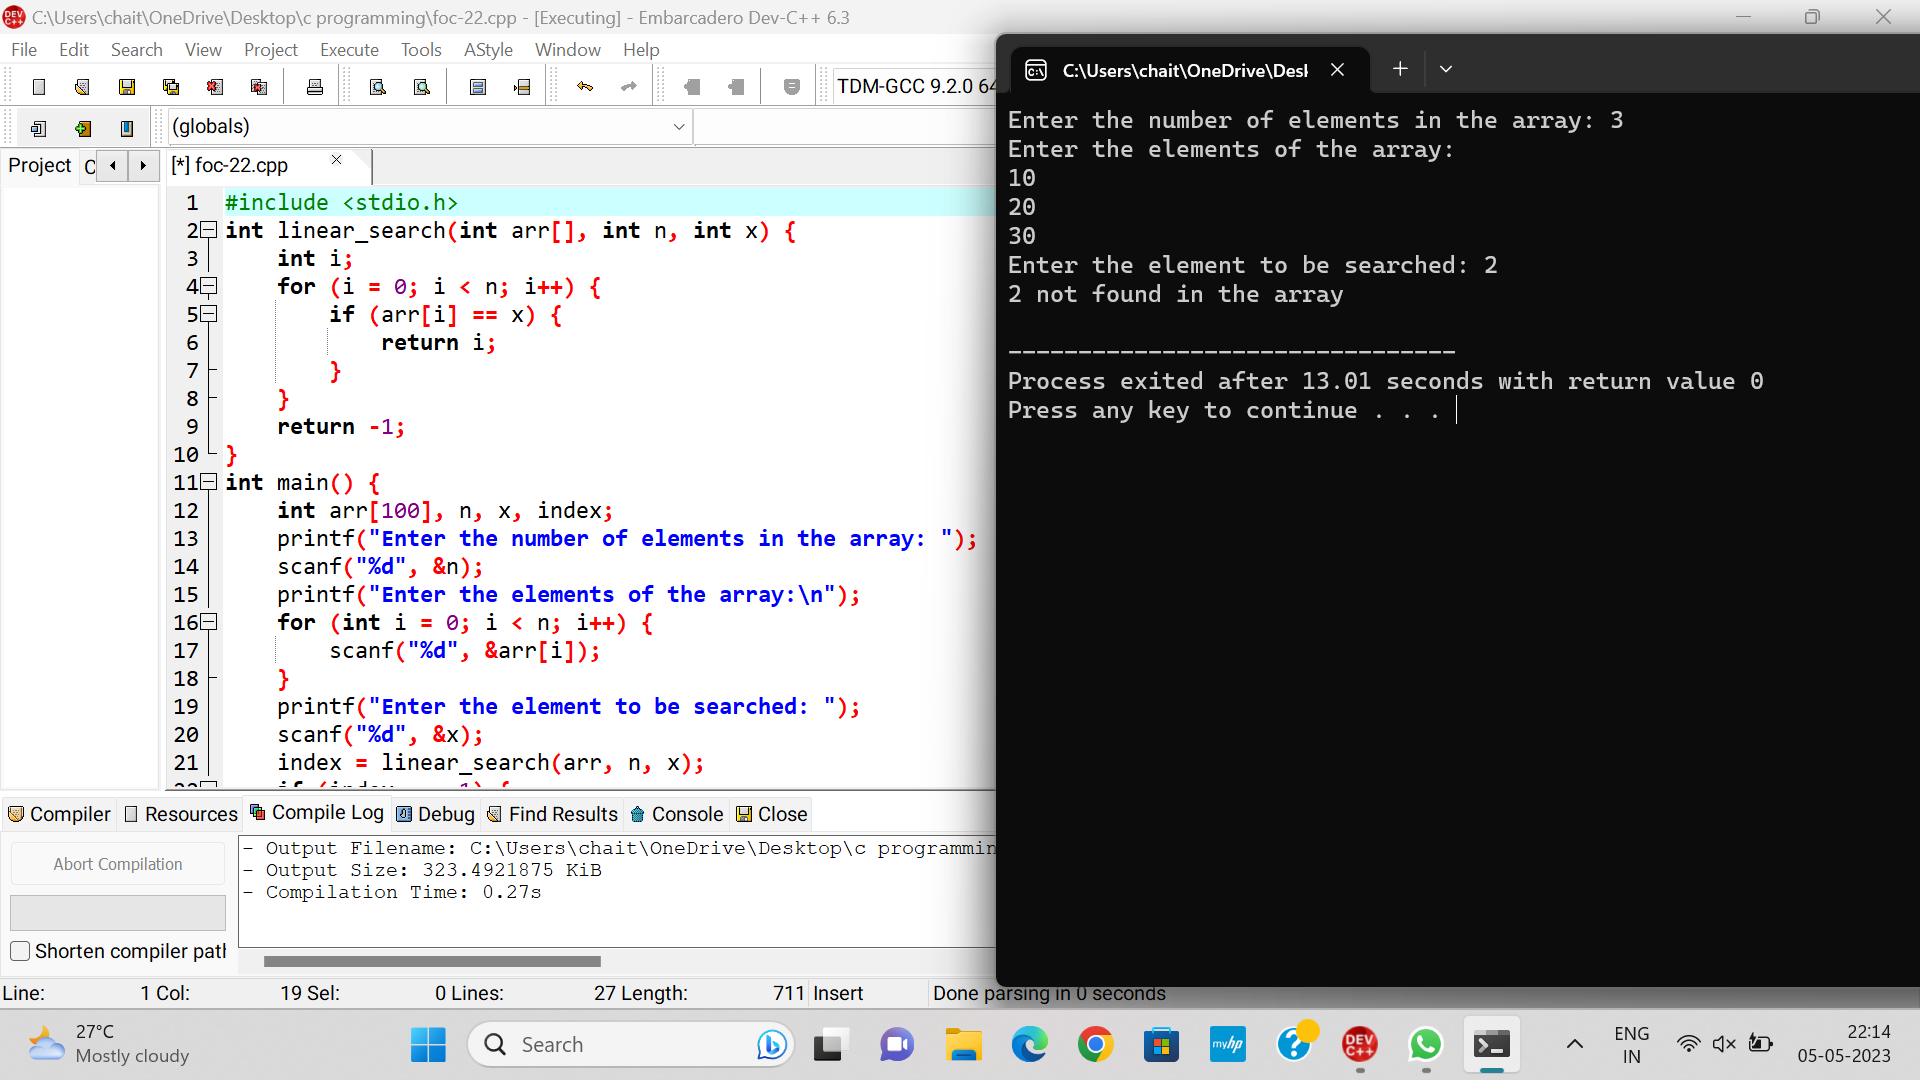 C:\Users\chait\OneDrive\Desktop\c programming\foc-22.cpp - [Executing] - Embarcadero Dev-C++ 6.3
File Edit Search View Project Execute Tools AStyle Window Help
TDM-GCC 9.2.0 64
(globals)
Project C
[*] foc-22.cpp
1 #include <stdio.h>
2 int linear_search(int arr[], int n, int x) {
3 int i;
4 for (i = 0; i < n; i++) {
5 if (arr[i] == x) {
6 return i;
7 }
8 }
9 return -1;
10 }
11 int main() {
12 int arr[100], n, x, index;
13 printf("Enter the number of elements in the array: ");
14 scanf("%d", &n);
15 printf("Enter the elements of the array:\n");
16 for (int i = 0; i < n; i++) {
17 scanf("%d", &arr[i]);
18 }
19 printf("Enter the element to be searched: ");
20 scanf("%d", &x);
21 index = linear_search(arr, n, x);
Compiler Resources Compile Log Debug Find Results Console Close
Abort Compilation
Shorten compiler path
- Output Filename: C:\Users\chait\OneDrive\Desktop\c programmin
- Output Size: 323.4921875 KiB
- Compilation Time: 0.27s
Line: 1 Col: 19 Sel: 0 Lines: 27 Length: 711 Insert Done parsing in 0 seconds
C:\Users\chait\OneDrive\Desk
Enter the number of elements in the array: 3
Enter the elements of the array:
10
20
30
Enter the element to be searched: 2
2 not found in the array
--------------------------------
Process exited after 13.01 seconds with return value 0
Press any key to continue . . .
27°C
Mostly cloudy
Search
myhp
DEV C++
ENG
IN
22:14
05-05-2023